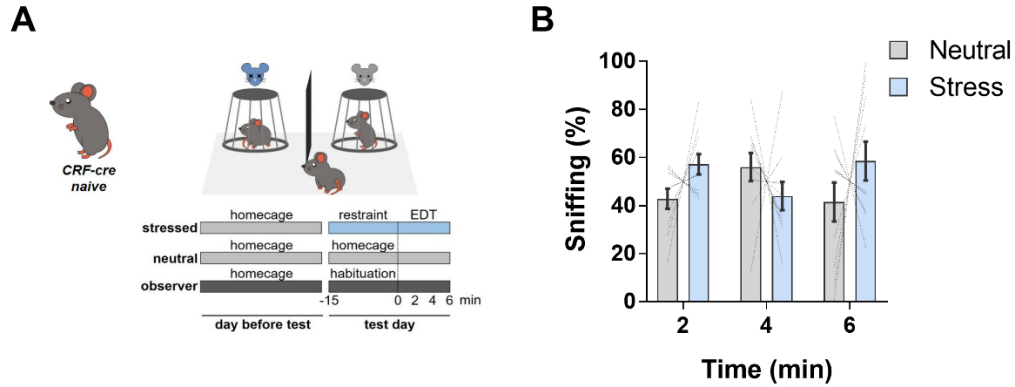 A
CRF-cre
naive
homecage
restraint EDT
stressed
homecage
homecage
neutral
homecage
habituation
observer
-15 0 2 4 6 min
day before test
test day
B
Neutral
Stress
Sniffing (%)
100
80
60
40
20
0
2 4 6
Time (min)